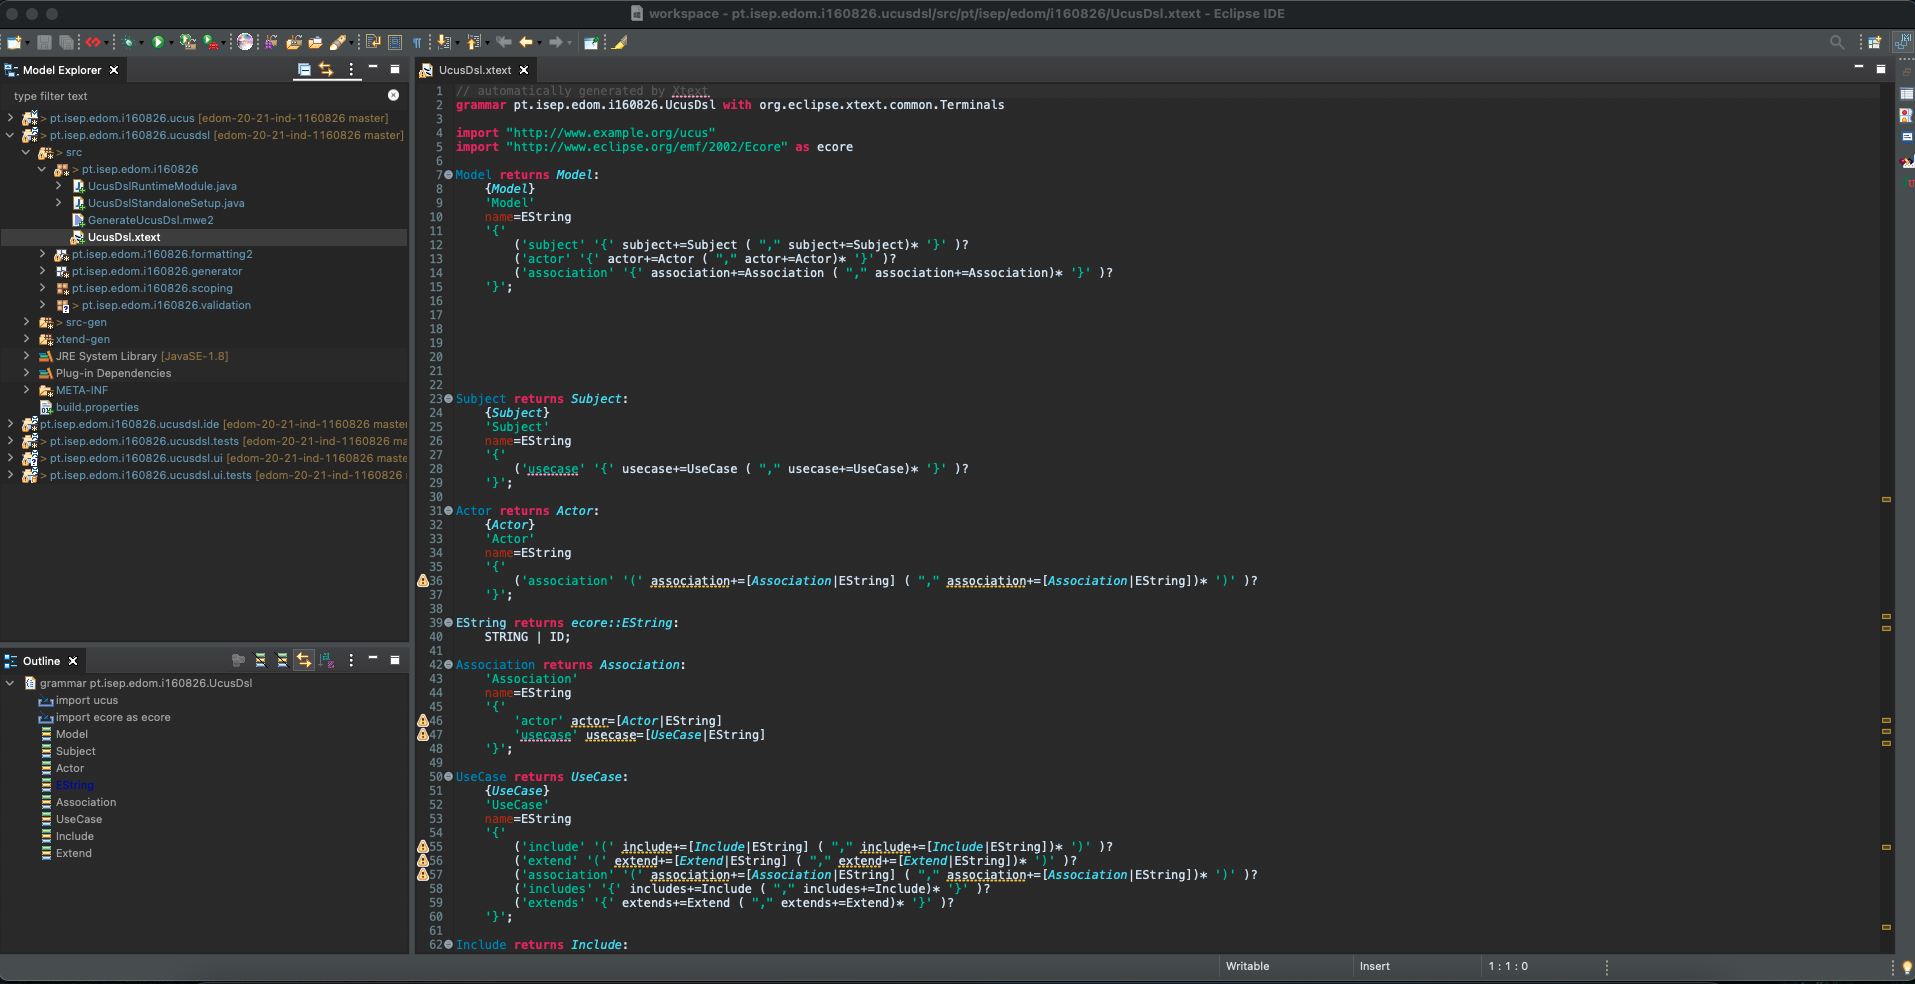 workspace - pt.isep.edom.i160826.ucusdsl/src/pt/isep/edom/i160826/UcusDsl.xtext - Eclipse IDE
Model Explorer
type filter text
> pt.isep.edom.i160826.ucus [edom-20-21-ind-1160826 master]
> pt.isep.edom.i160826.ucusdsl [edom-20-21-ind-1160826 master]
> src
> pt.isep.edom.i160826
UcusDslRuntimeModule.java
UcusDslStandaloneSetup.java
GenerateUcusDsl.mwe2
UcusDsl.xtext
pt.isep.edom.i160826.formatting2
pt.isep.edom.i160826.generator
pt.isep.edom.i160826.scoping
> pt.isep.edom.i160826.validation
> src-gen
xtend-gen
JRE System Library [JavaSE-1.8]
Plug-in Dependencies
META-INF
build.properties
pt.isep.edom.i160826.ucusdsl.ide [edom-20-21-ind-1160826 master
> pt.isep.edom.i160826.ucusdsl.tests [edom-20-21-ind-1160826 ma
> pt.isep.edom.i160826.ucusdsl.ui [edom-20-21-ind-1160826 maste
> pt.isep.edom.i160826.ucusdsl.ui.tests [edom-20-21-ind-1160826
Outline
grammar pt.isep.edom.i160826.UcusDsl
import ucus
import ecore as ecore
Model
Subject
Actor
EString
Association
UseCase
Include
Extend
UcusDsl.xtext
1 // automatically generated by Xtext
2 grammar pt.isep.edom.i160826.UcusDsl with org.eclipse.xtext.common.Terminals
3
4 import "http://www.example.org/ucus"
5 import "http://www.eclipse.org/emf/2002/Ecore" as ecore
6
7 Model returns Model:
8 {Model}
9 'Model'
10 name=EString
11 '{'
12 ('subject' '{' subject+=Subject ( "," subject+=Subject)* '}' )?
13 ('actor' '{' actor+=Actor ( "," actor+=Actor)* '}' )?
14 ('association' '{' association+=Association ( "," association+=Association)* '}' )?
15 '}';
16
17
18
19
20
21
22
23 Subject returns Subject:
24 {Subject}
25 'Subject'
26 name=EString
27 '{'
28 ('usecase' '{' usecase+=UseCase ( "," usecase+=UseCase)* '}' )?
29 '}';
30
31 Actor returns Actor:
32 {Actor}
33 'Actor'
34 name=EString
35 '{'
36 ('association' '(' association+=[Association|EString] ( "," association+=[Association|EString])* ')' )?
37 '}';
38
39 EString returns ecore::EString:
40 STRING | ID;
41
42 Association returns Association:
43 'Association'
44 name=EString
45 '{'
46 'actor' actor=[Actor|EString]
47 'usecase' usecase=[UseCase|EString]
48 '}';
49
50 UseCase returns UseCase:
51 {UseCase}
52 'UseCase'
53 name=EString
54 '{'
55 ('include' '(' include+=[Include|EString] ( "," include+=[Include|EString])* ')' )?
56 ('extend' '(' extend+=[Extend|EString] ( "," extend+=[Extend|EString])* ')' )?
57 ('association' '(' association+=[Association|EString] ( "," association+=[Association|EString])* ')' )?
58 ('includes' '{' includes+=Include ( "," includes+=Include)* '}' )?
59 ('extends' '{' extends+=Extend ( "," extends+=Extend)* '}' )?
60 '}';
61
62 Include returns Include:
Writable
Insert
1 : 1 : 0